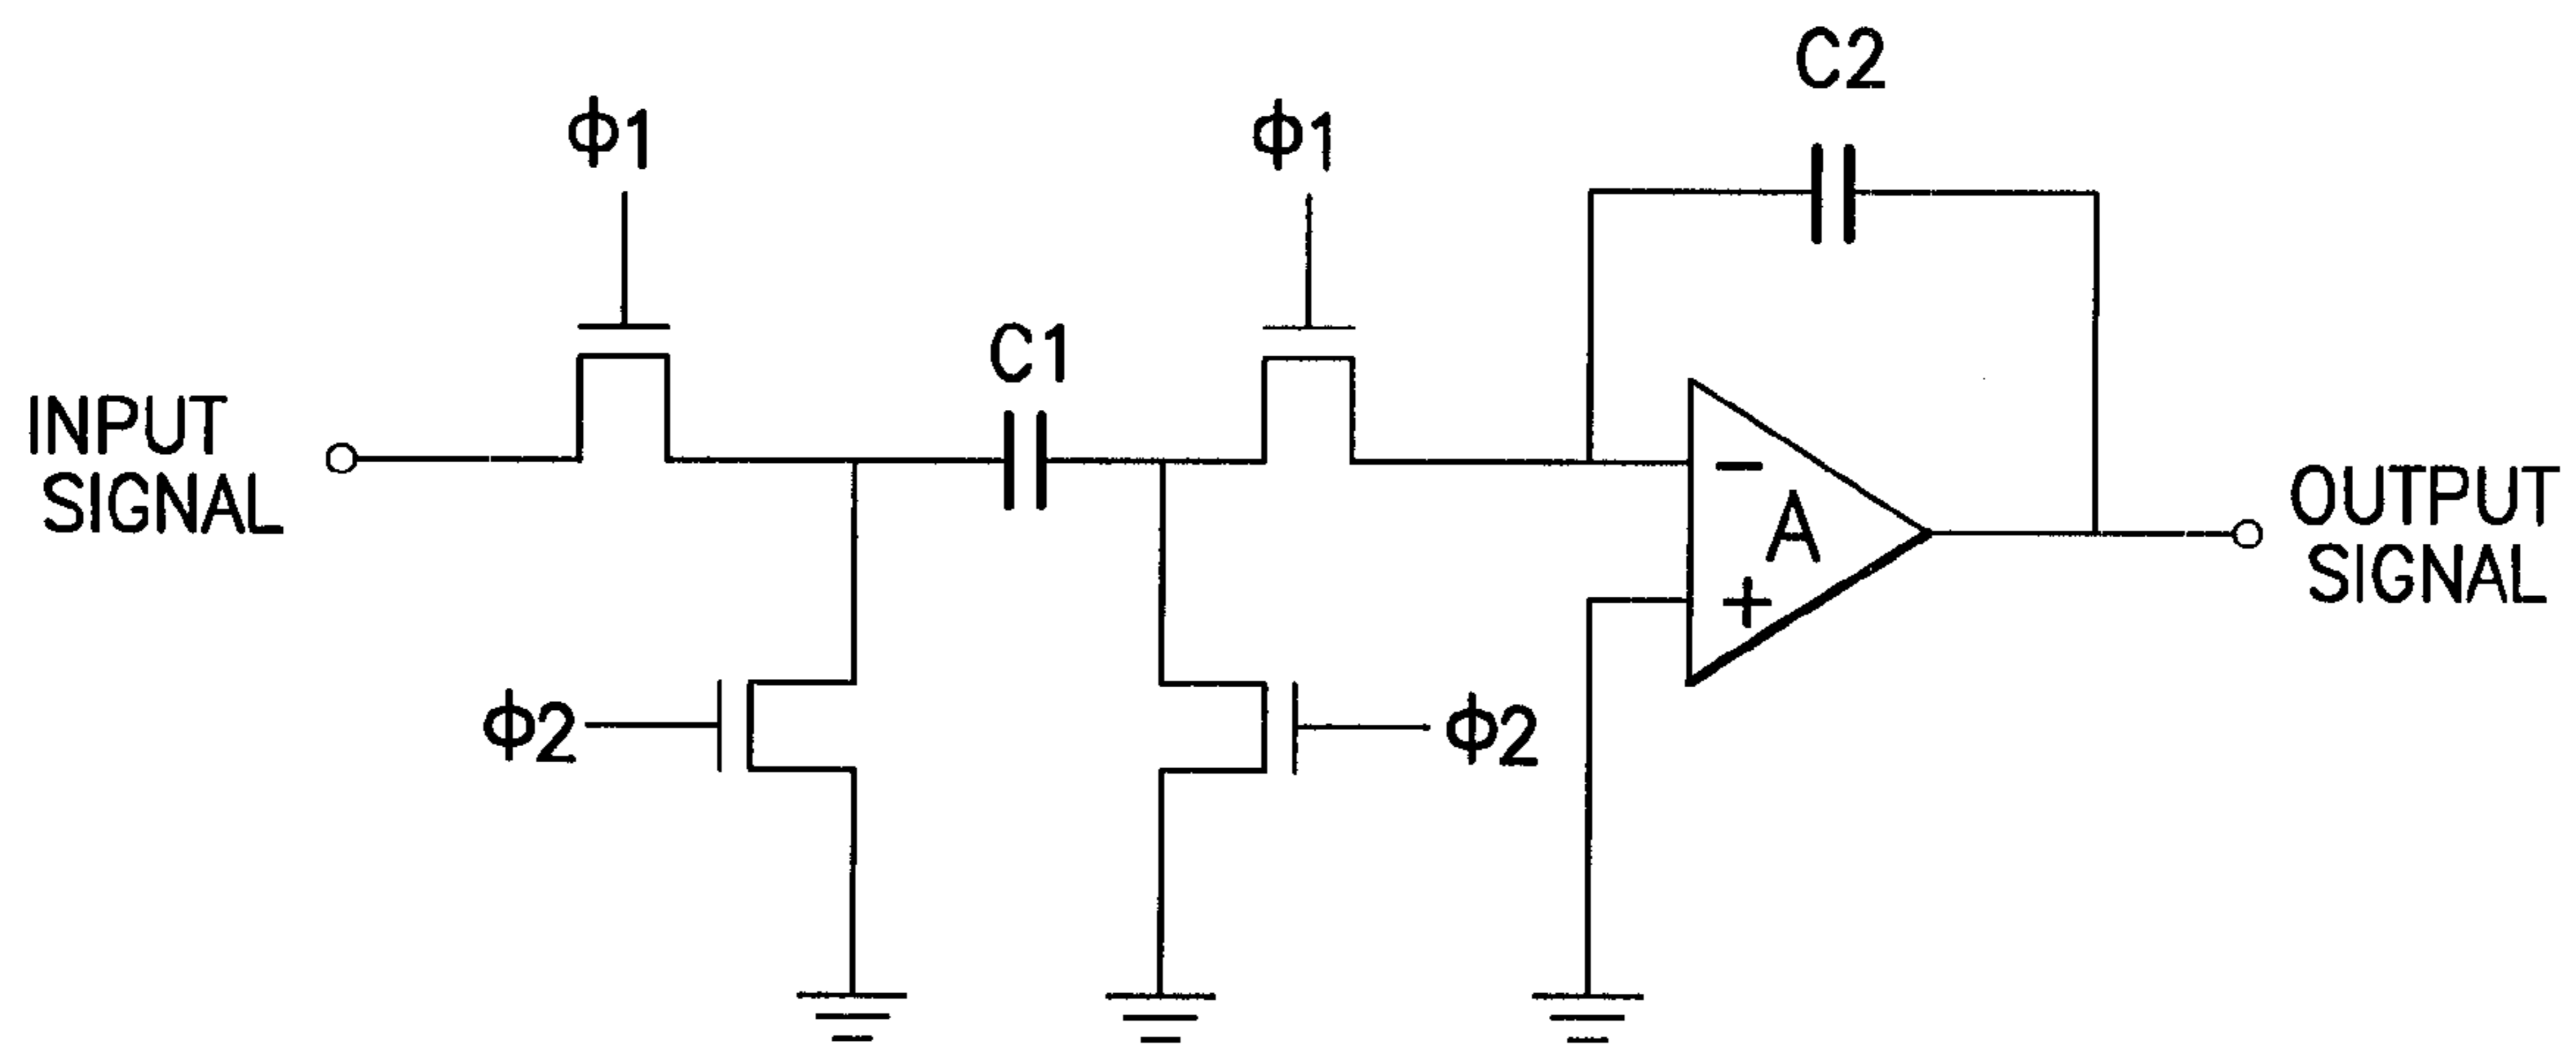 C2
ϕ1
ϕ1
C1
INPUT
SIGNAL
−
A
+
OUTPUT
SIGNAL
ϕ2
ϕ2